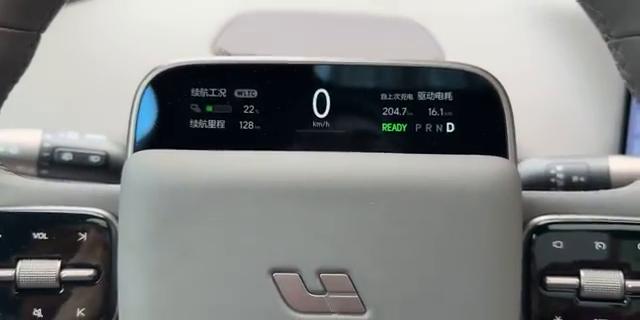 续航工况 WLTC
22%
续航里程 128 km
0
km/h
自上次充电 驱动电耗
204.7 16.1
READY P R N D
VOL